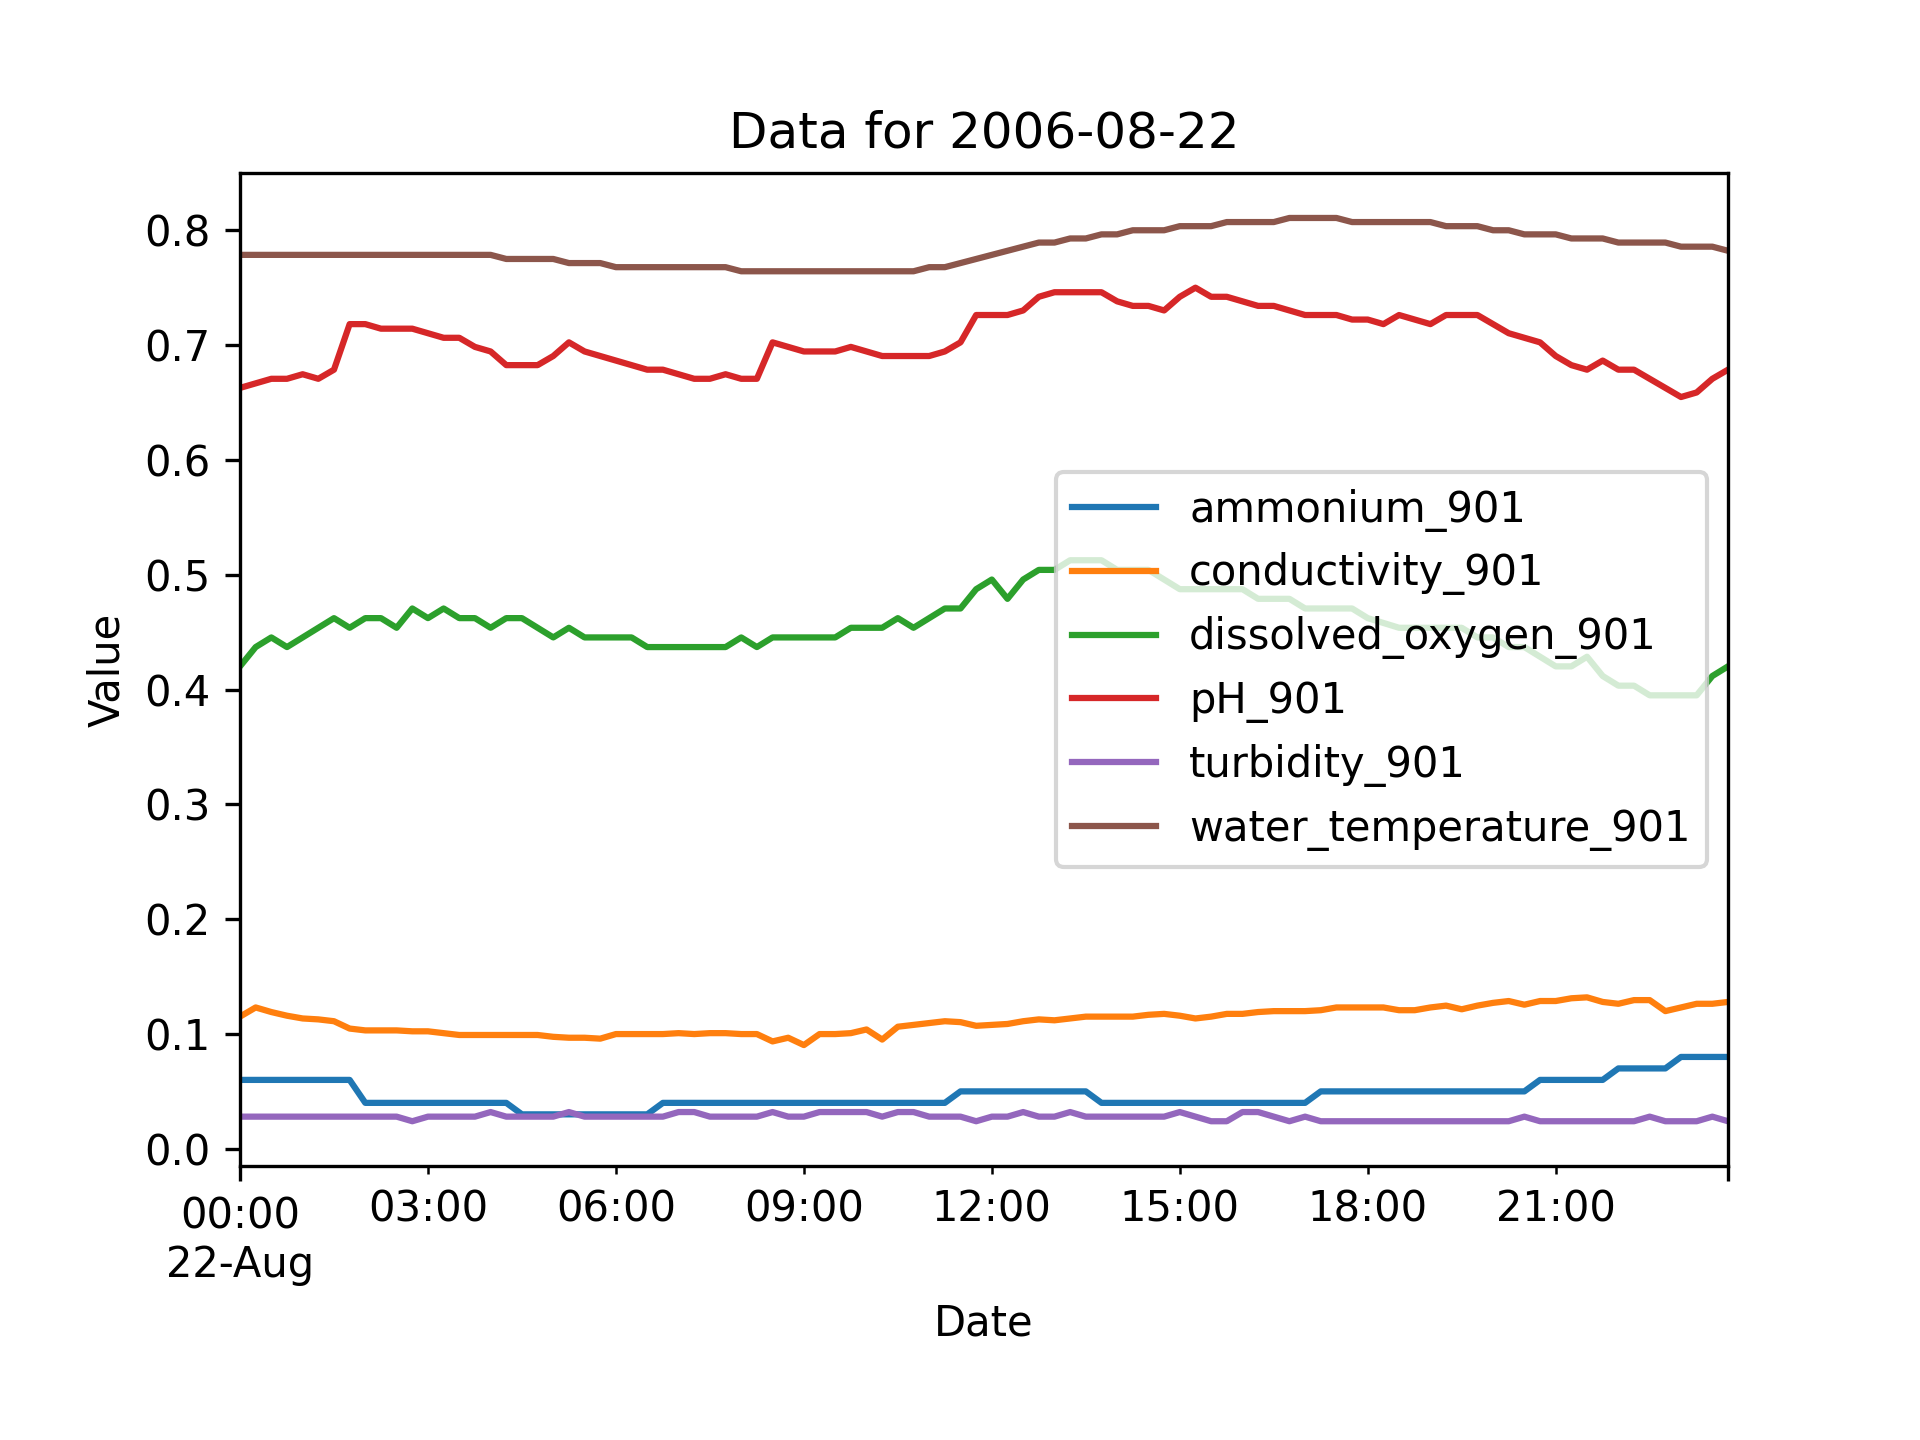 Data for 2006-08-22
Value
0.8
0.7
0.6
0.5
0.4
0.3
0.2
0.1
0.0
ammonium_901
conductivity_901
dissolved_oxygen_901
pH_901
turbidity_901
water_temperature_901
00:00 03:00 06:00 09:00 12:00 15:00 18:00 21:00
22-Aug
Date